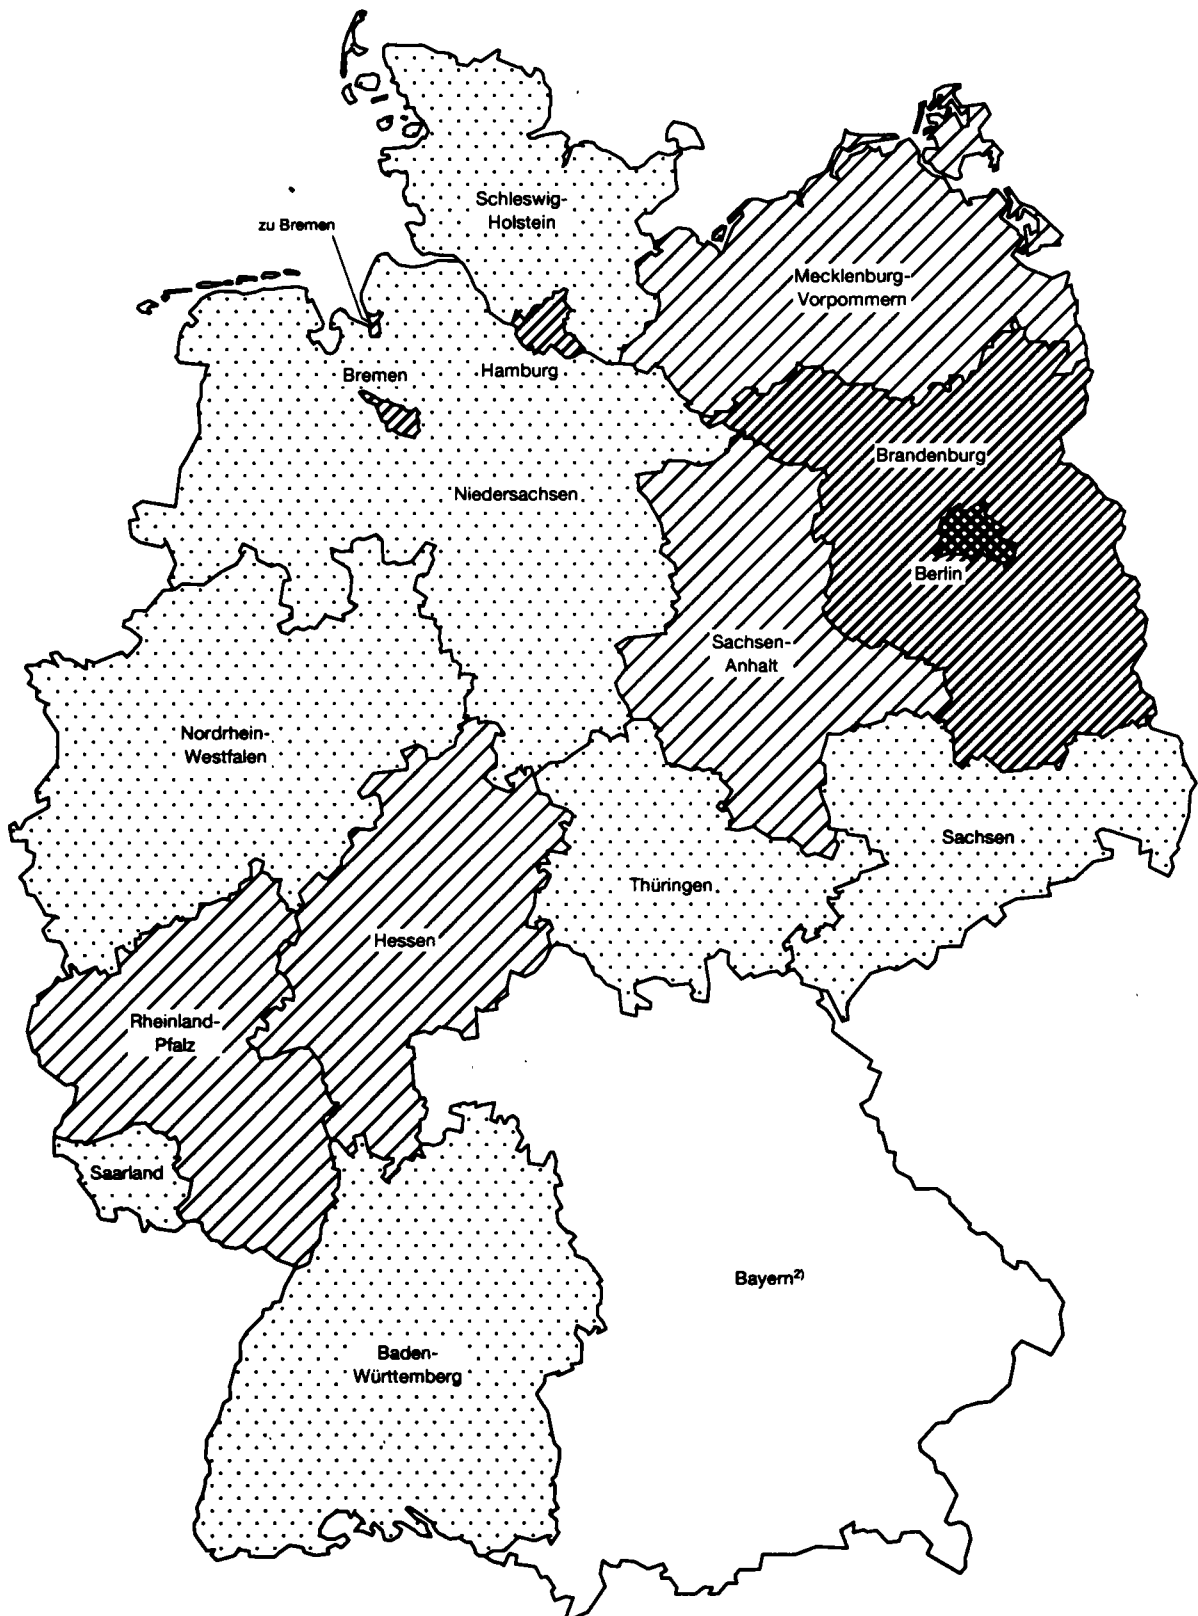 Schleswig-
Holstein
zu Bremen
Mecklenburg-
Vorpommern
Hamburg
Bremen
Brandenburg
Niedersachsen
Berlin
Sachsen-
Anhalt
Nordrhein-
Westfalen
Sachsen
Thüringen
Hessen
Rheinland-
Pfalz
Saarland
Bayern²⁾
Baden-
Württemberg